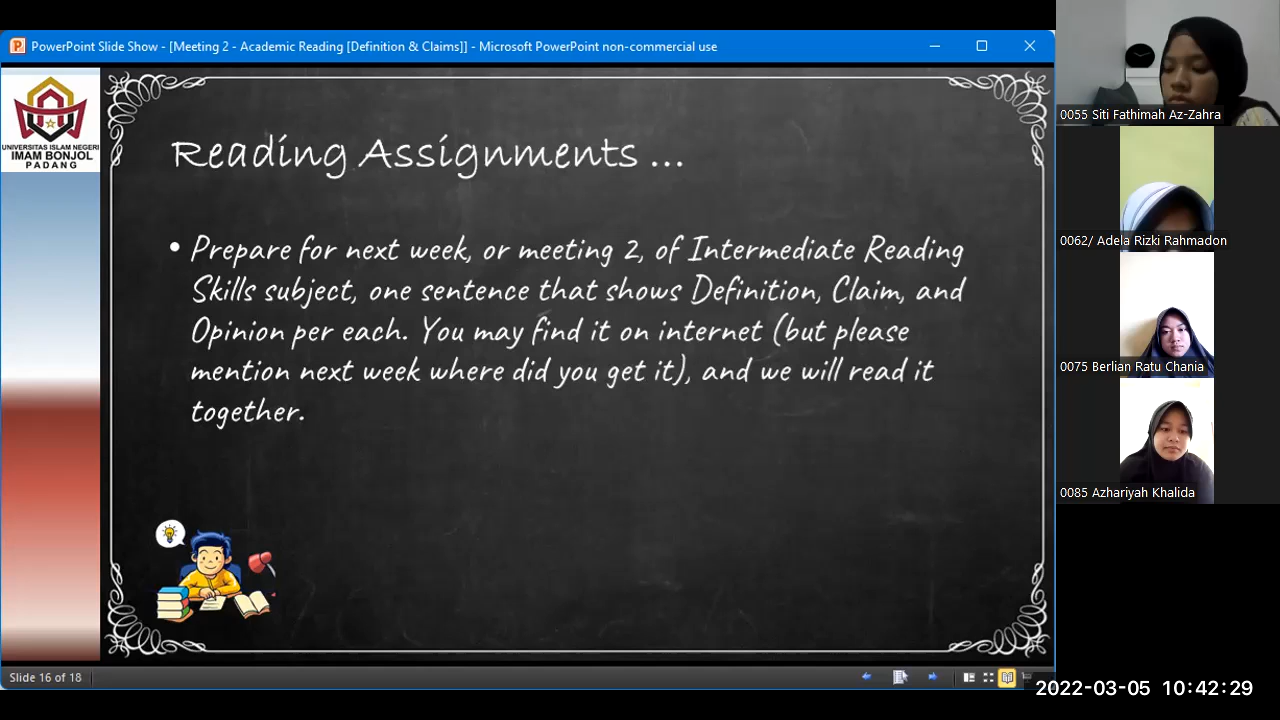 PowerPoint Slide Show - [Meeting 2 - Academic Reading [Definition & Claims]] - Microsoft PowerPoint non-commercial use
UNIVERSITAS ISLAM NEGERI
IMAM BONJOL
PADANG
Reading Assignments ...
• Prepare for next week, or meeting 2, of Intermediate Reading
Skills subject, one sentence that shows Definition, Claim, and
Opinion per each. You may find it on internet (but please
mention next week where did you get it), and we will read it
together.
Slide 16 of 18
0055 Siti Fathimah Az-Zahra
0062/ Adela Rizki Rahmadon
0075 Berlian Ratu Chania
0085 Azhariyah Khalida
2022-03-05 10:42:29